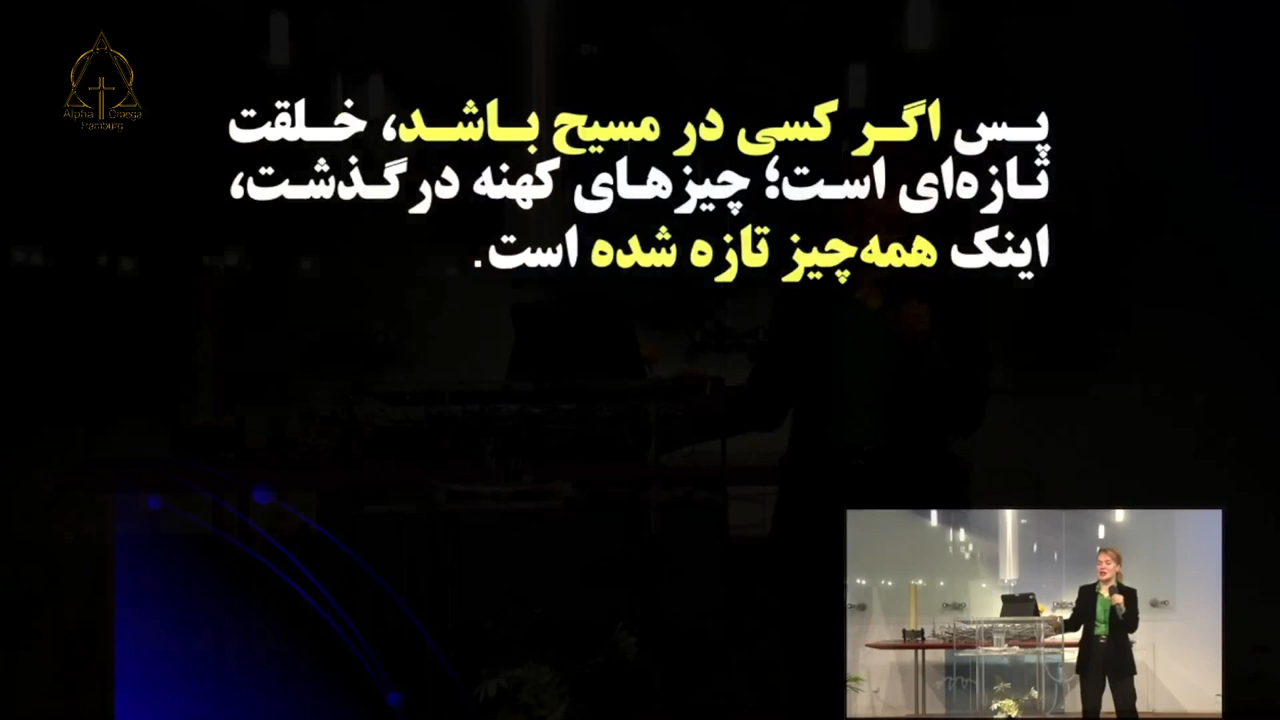 Alpha Omega
Hamburg
پس اگر کسی در مسیح باشد، خلقت
تازه‌ای است؛ چیزهای کهنه درگذشت،
اینک همه‌چیز تازه شده است.